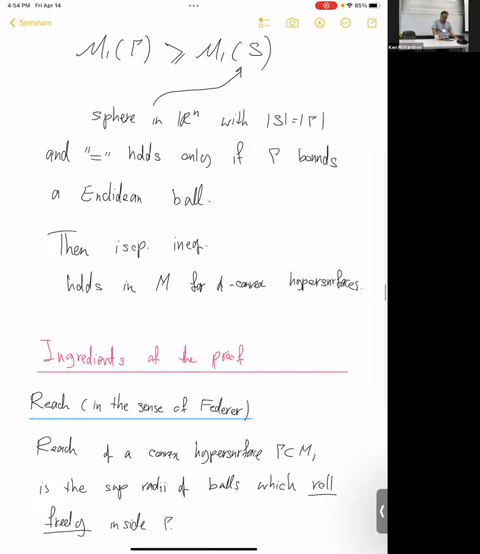 4:54 PM Fri Apr 14
85%
Seminars
Ken Richardson
M₁(Γ) ≥ M₁(S)
sphere in ℝⁿ with |S|=|Γ|
and "=" holds only if Γ bounds
a Euclidean ball.
Then isop. ineq.
holds in M for d-convex hypersurfaces.
Ingredients of the proof
Reach (in the sense of Federer)
Reach of a convex hypersurface Γ⊂M,
is the sup radii of balls which roll
freely inside Γ.